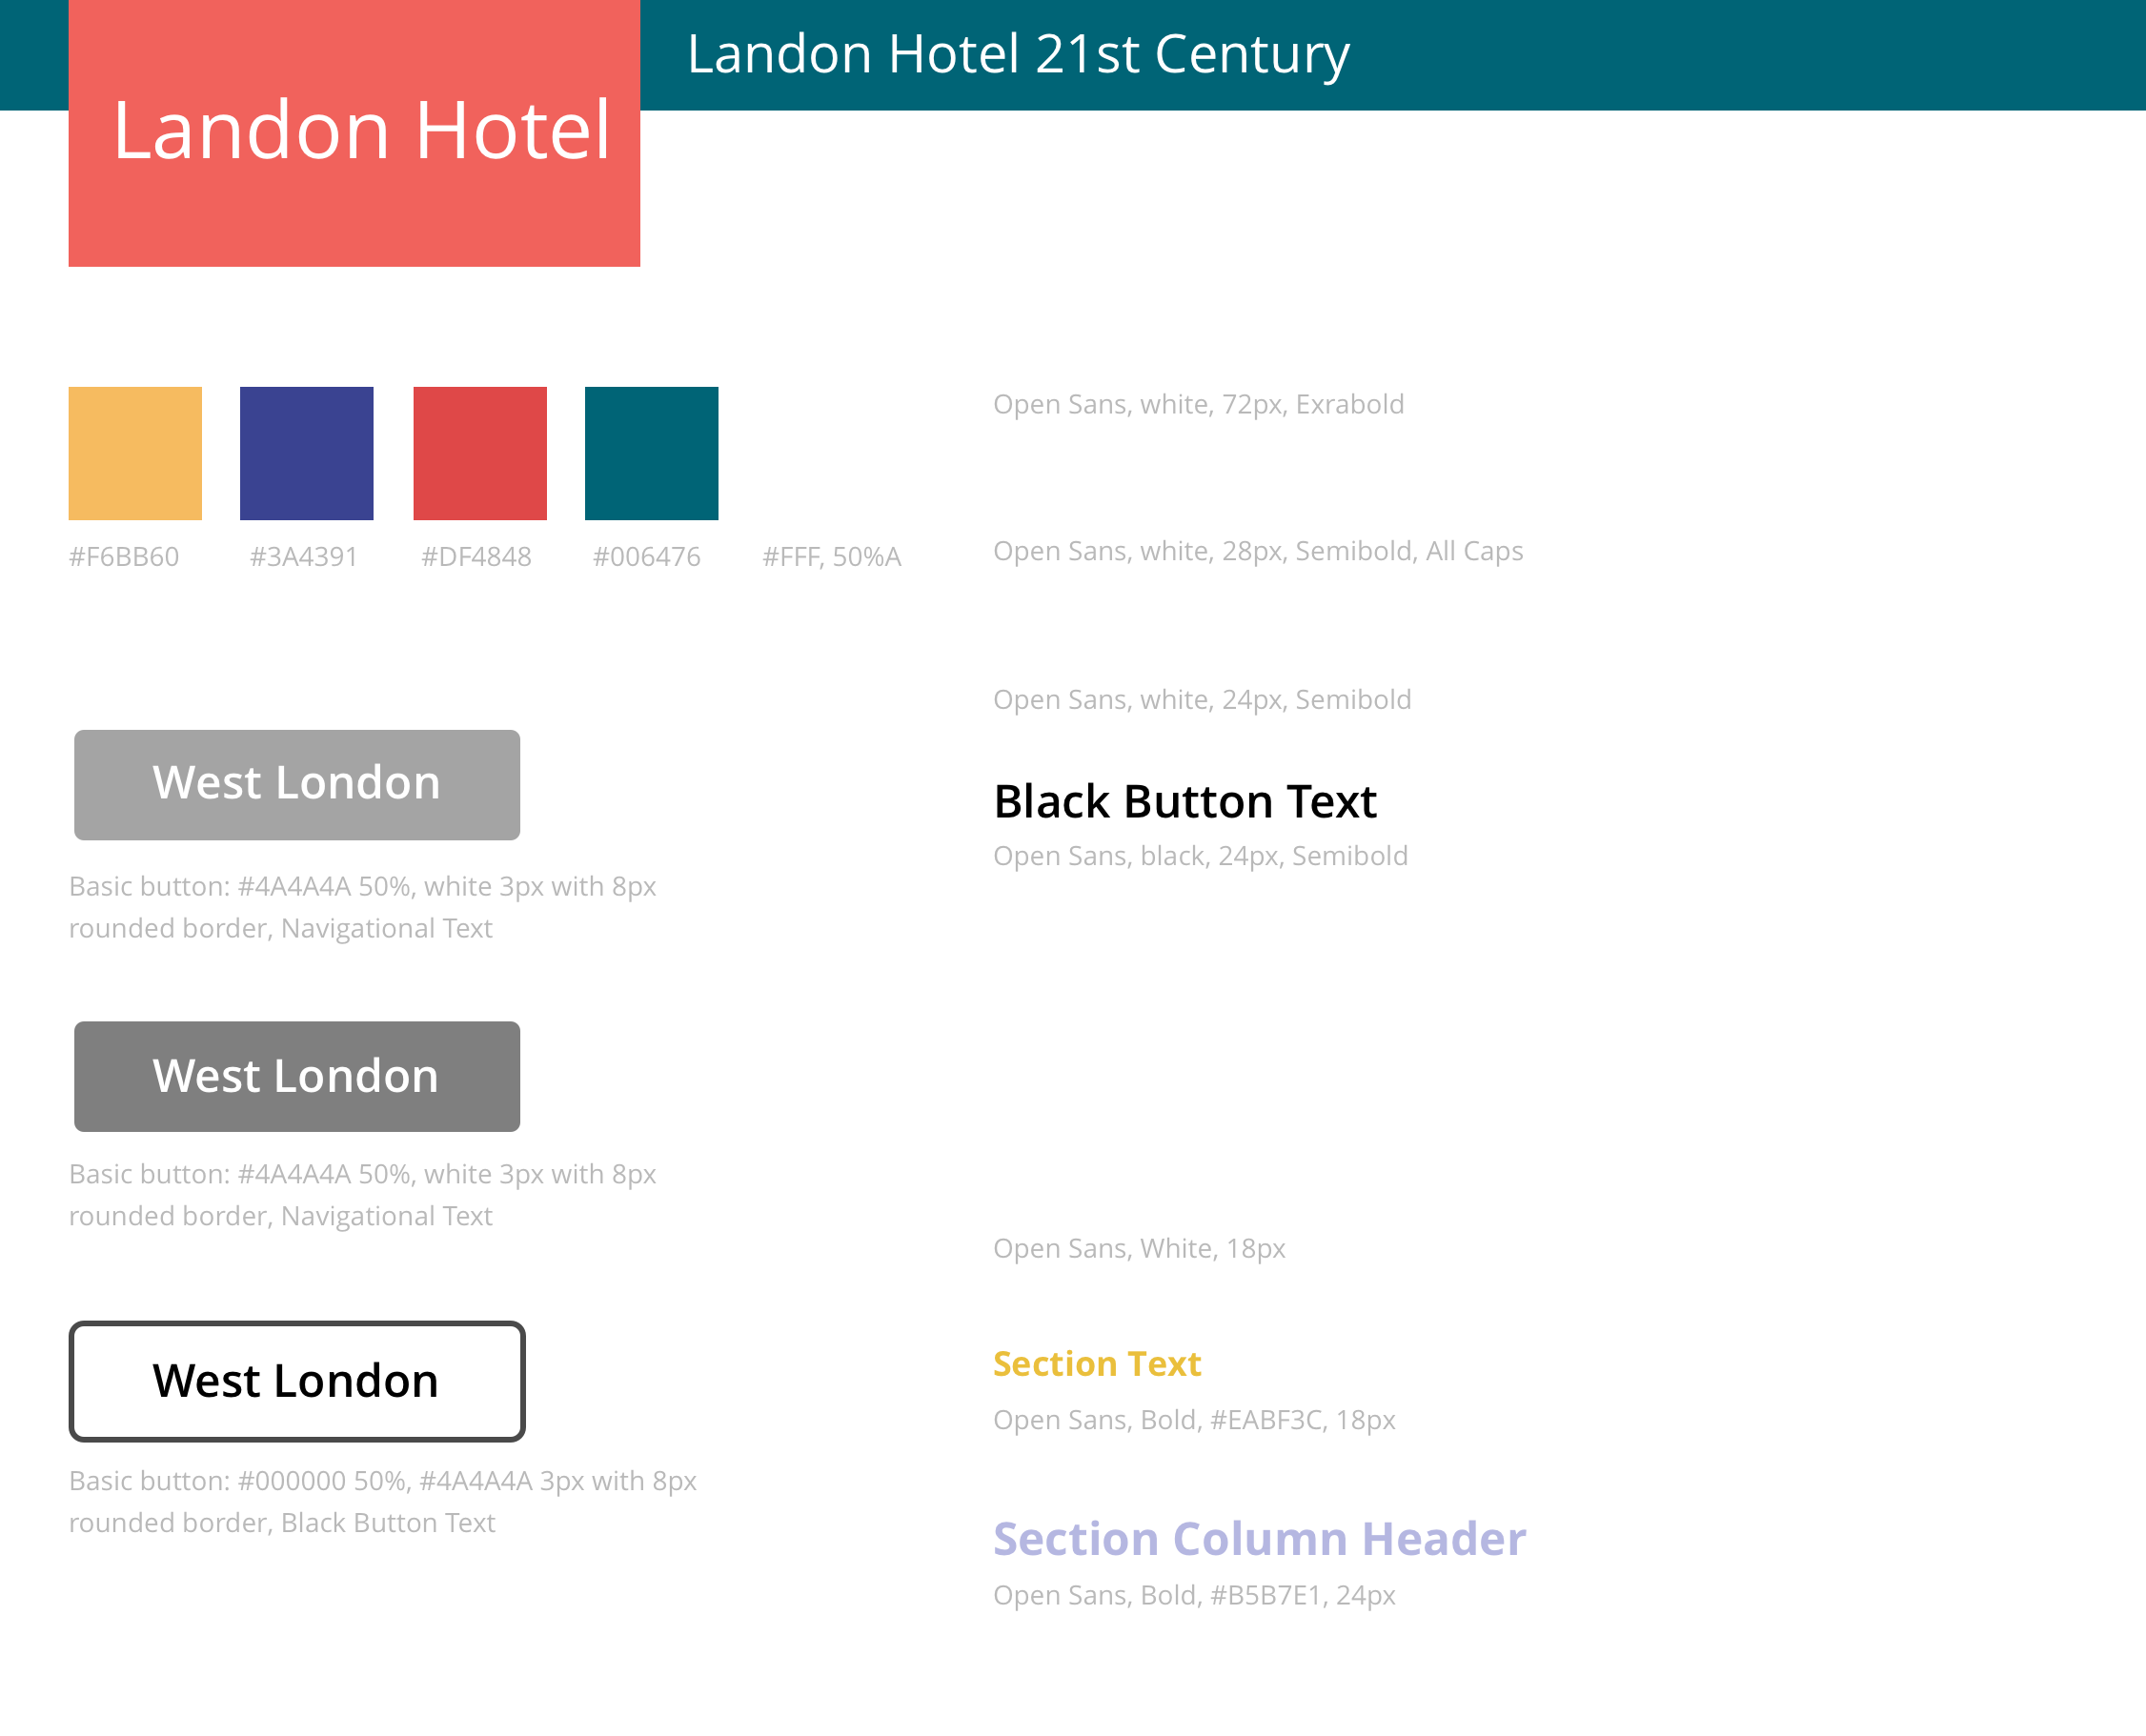 Landon Hotel 21st Century
Landon Hotel
#F6BB60
#3A4391
#DF4848
#006476
#FFF, 50%A
West London
Basic button: #4A4A4A 50%, white 3px with 8px
rounded border, Navigational Text
West London
Basic button: #4A4A4A 50%, white 3px with 8px
rounded border, Navigational Text
West London
Basic button: #000000 50%, #4A4A4A 3px with 8px
rounded border, Black Button Text
Open Sans, white, 72px, Exrabold
Open Sans, white, 28px, Semibold, All Caps
Open Sans, white, 24px, Semibold
Black Button Text
Open Sans, black, 24px, Semibold
Open Sans, White, 18px
Section Text
Open Sans, Bold, #EABF3C, 18px
Section Column Header
Open Sans, Bold, #B5B7E1, 24px